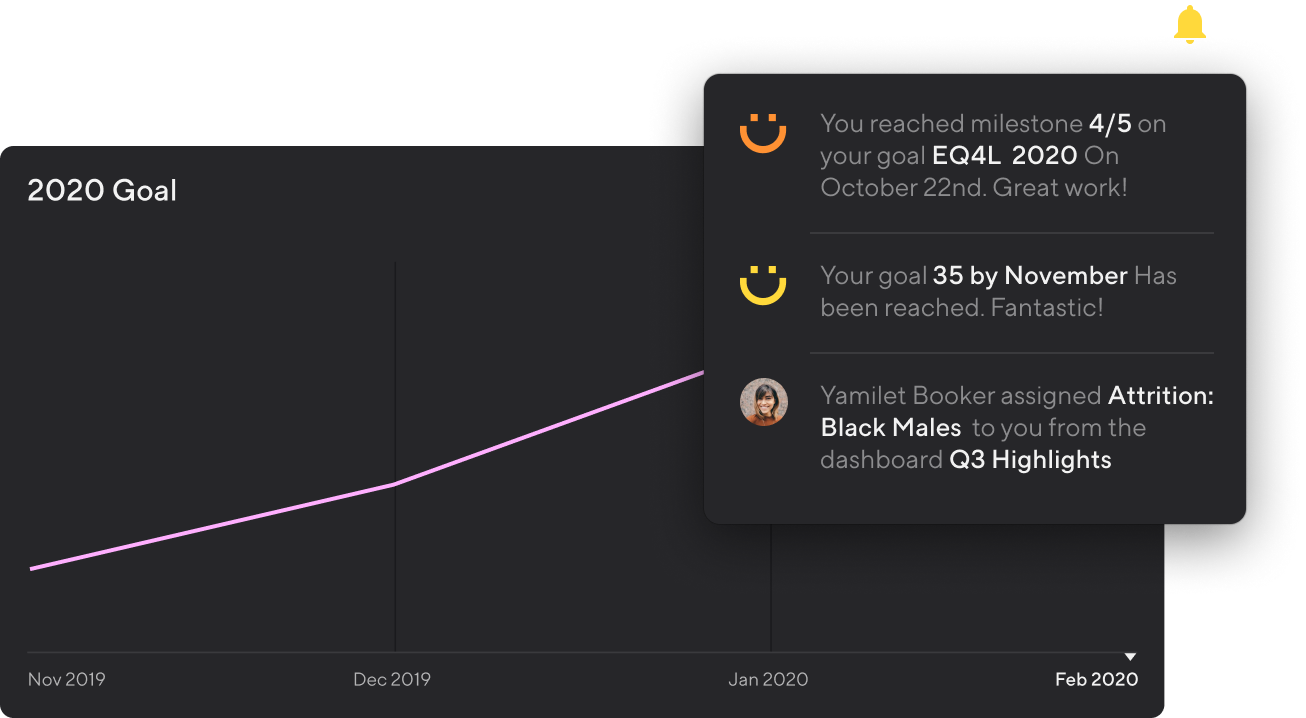 2020 Goal
You reached milestone 4/5 on
your goal EQ4L 2020 On
October 22nd. Great work!
Your goal 35 by November Has
been reached. Fantastic!
Yamilet Booker assigned Attrition:
Black Males to you from the
dashboard Q3 Highlights
Nov 2019
Dec 2019
Jan 2020
Feb 2020